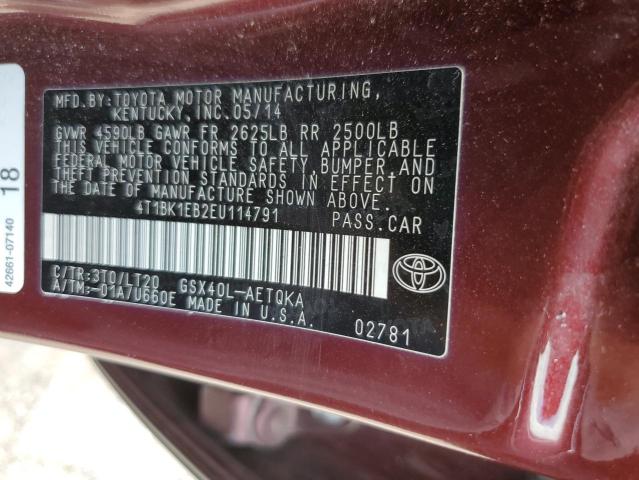 MFD. BY: TOYOTA MOTOR MANUFACTURING,
KENTUCKY, INC. 05/14
GVWR 4590LB GAWR FR 2625LB RR 2500LB
THIS VEHICLE CONFORMS TO ALL APPLICABLE
FEDERAL MOTOR VEHICLE SAFETY, BUMPER AND
THEFT PREVENTION STANDARDS IN EFFECT ON
THE DATE OF MANUFACTURE SHOWN ABOVE.
4T1BK1EB2EU114791 PASS.CAR
C/TR:3T0/LT20 GSX40L-AETQKA
A/TM:-01A/U660E MADE IN U.S.A.
02781
42661-07140 18